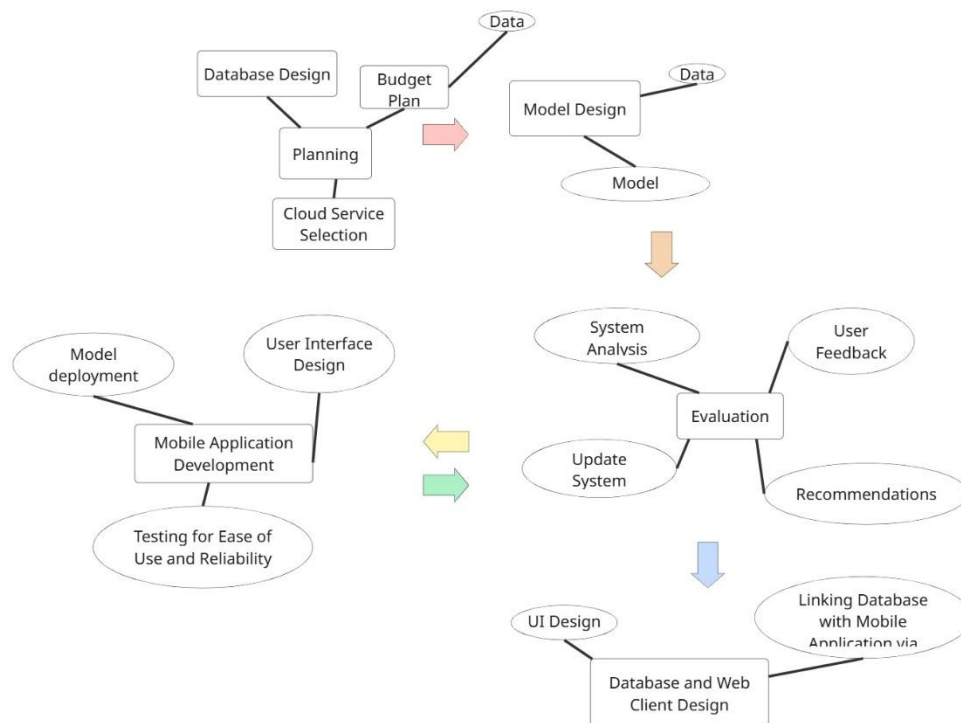 Data
Database Design
Budget
Plan
Planning
Cloud Service
Selection
Data
Model Design
Model
System
Analysis
User
Feedback
Evaluation
Update
System
Recommendations
Model
deployment
User Interface
Design
Mobile Application
Development
Testing for Ease of
Use and Reliability
UI Design
Linking Database
with Mobile
Application via
Database and Web
Client Design